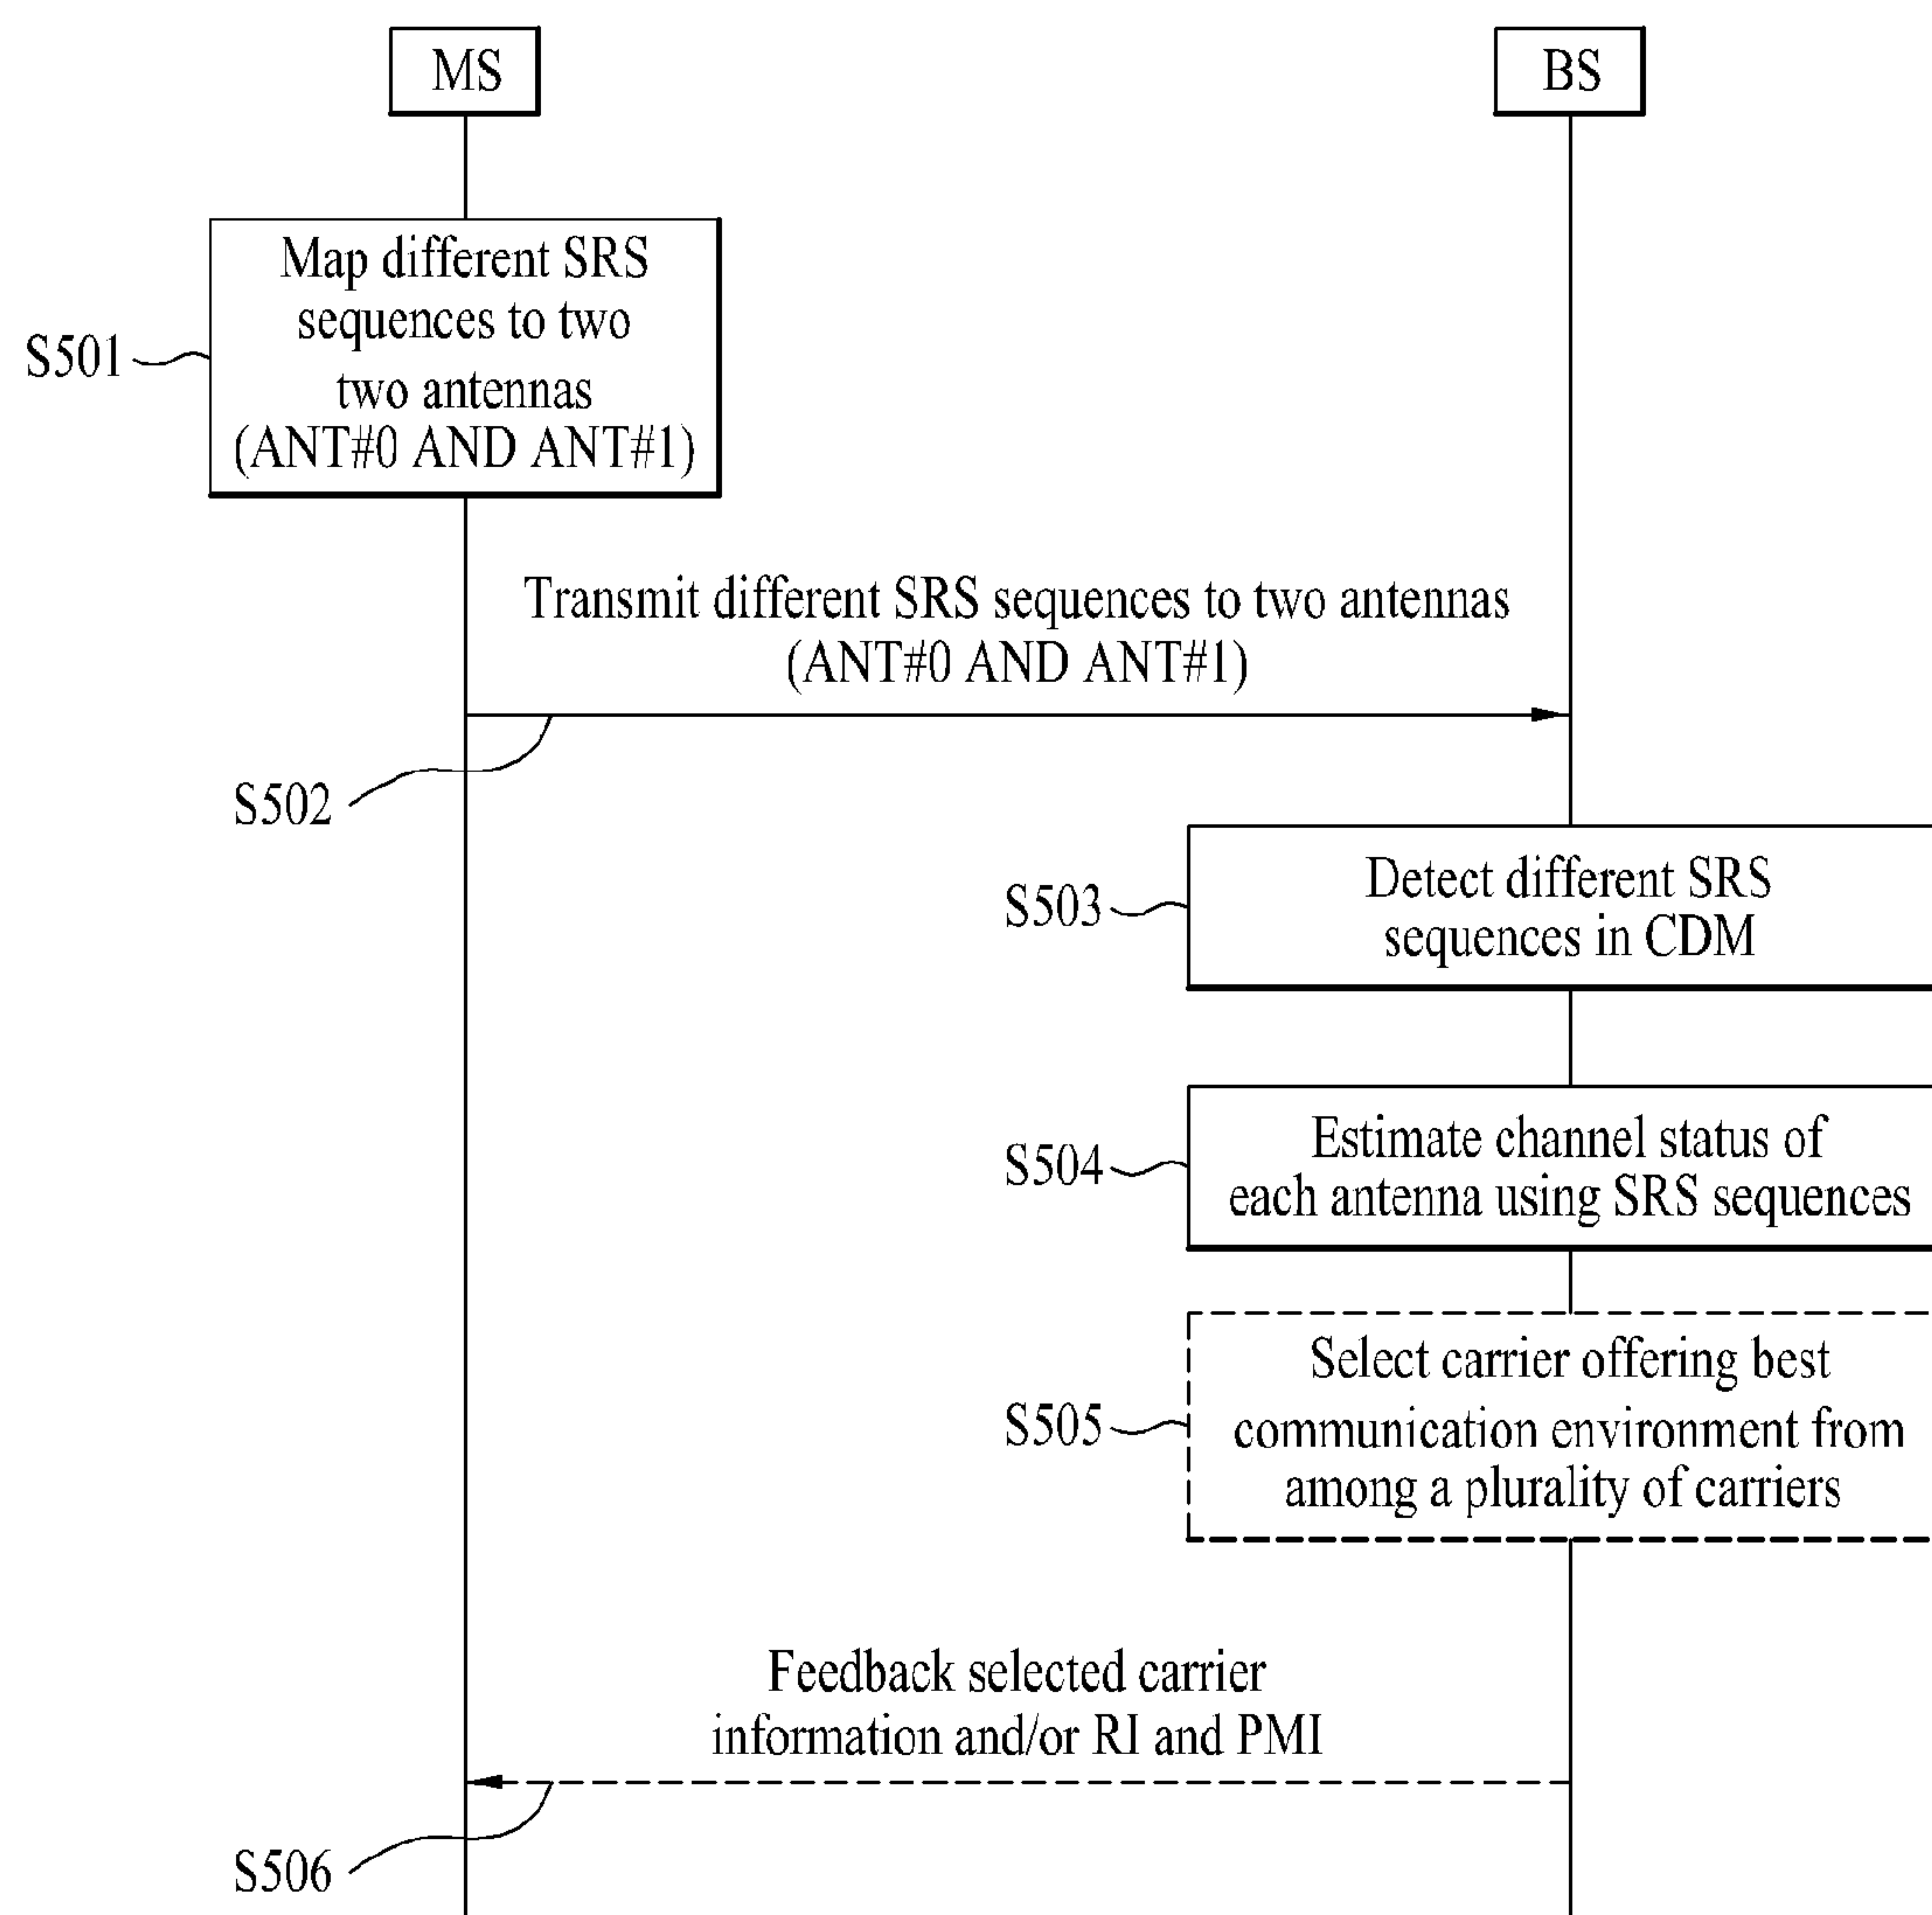 MS
BS
S501
Map different SRS
sequences to two
two antennas
(ANT#0 AND ANT#1)
Transmit different SRS sequences to two antennas
(ANT#0 AND ANT#1)
S502
S503
Detect different SRS
sequences in CDM
S504
Estimate channel status of
each antenna using SRS sequences
S505
Select carrier offering best
communication environment from
among a plurality of carriers
Feedback selected carrier
information and/or RI and PMI
S506